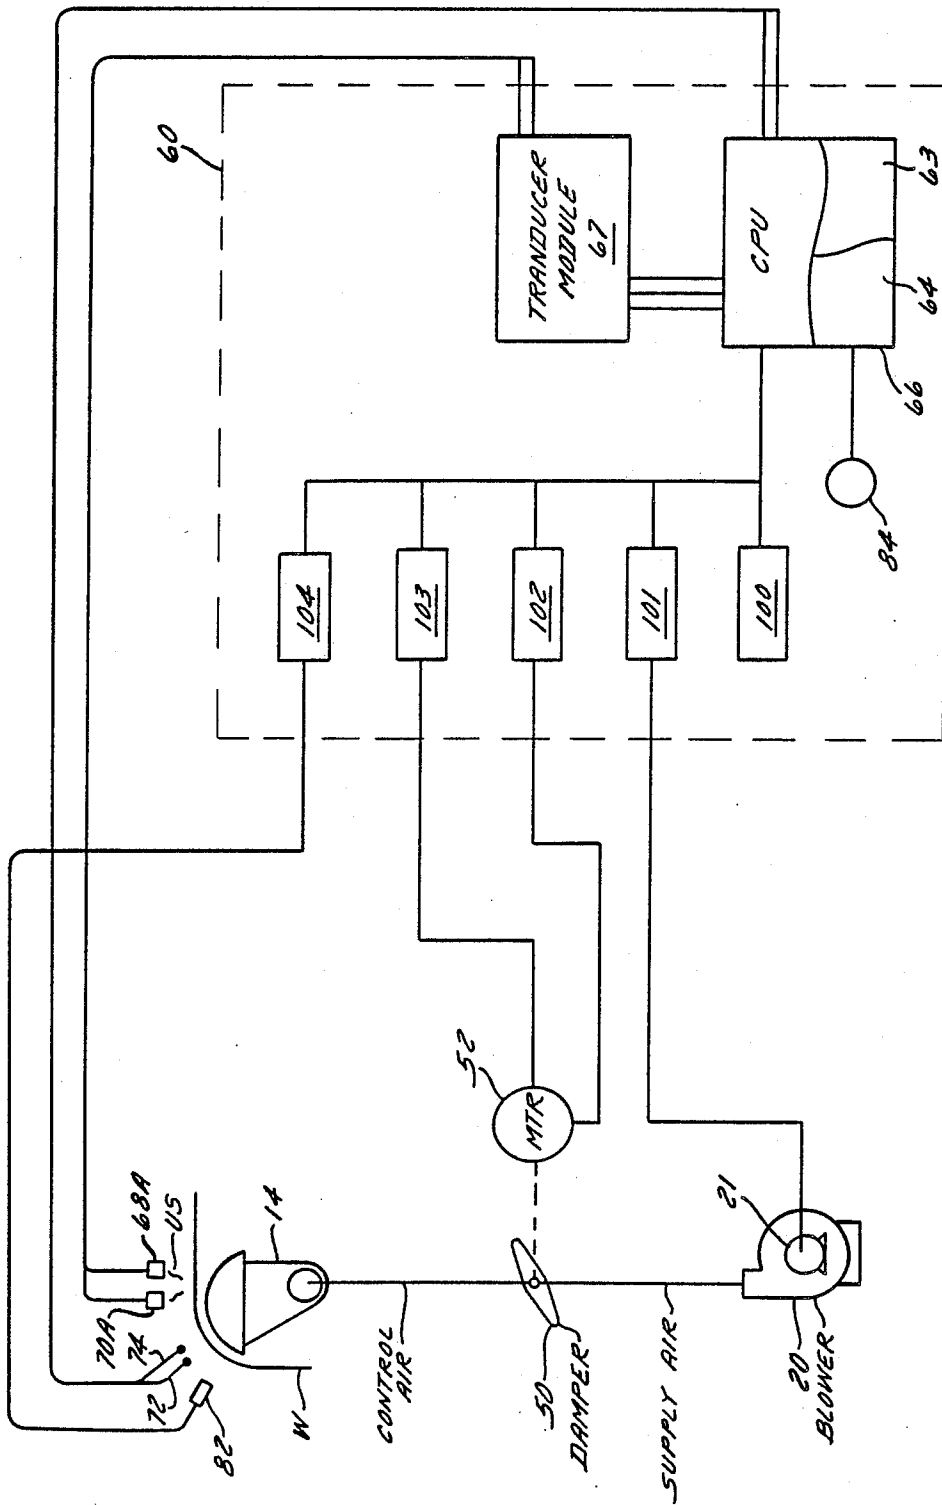 60
TRANDUCER
MODULE
67
CPU
63
64
66
84
104
103
102
101
100
52
MTR
68A
US
70A
74
72
82
W
14
CONTROL
AIR
50
DAMPER
SUPPLY AIR
21
20
BLOWER